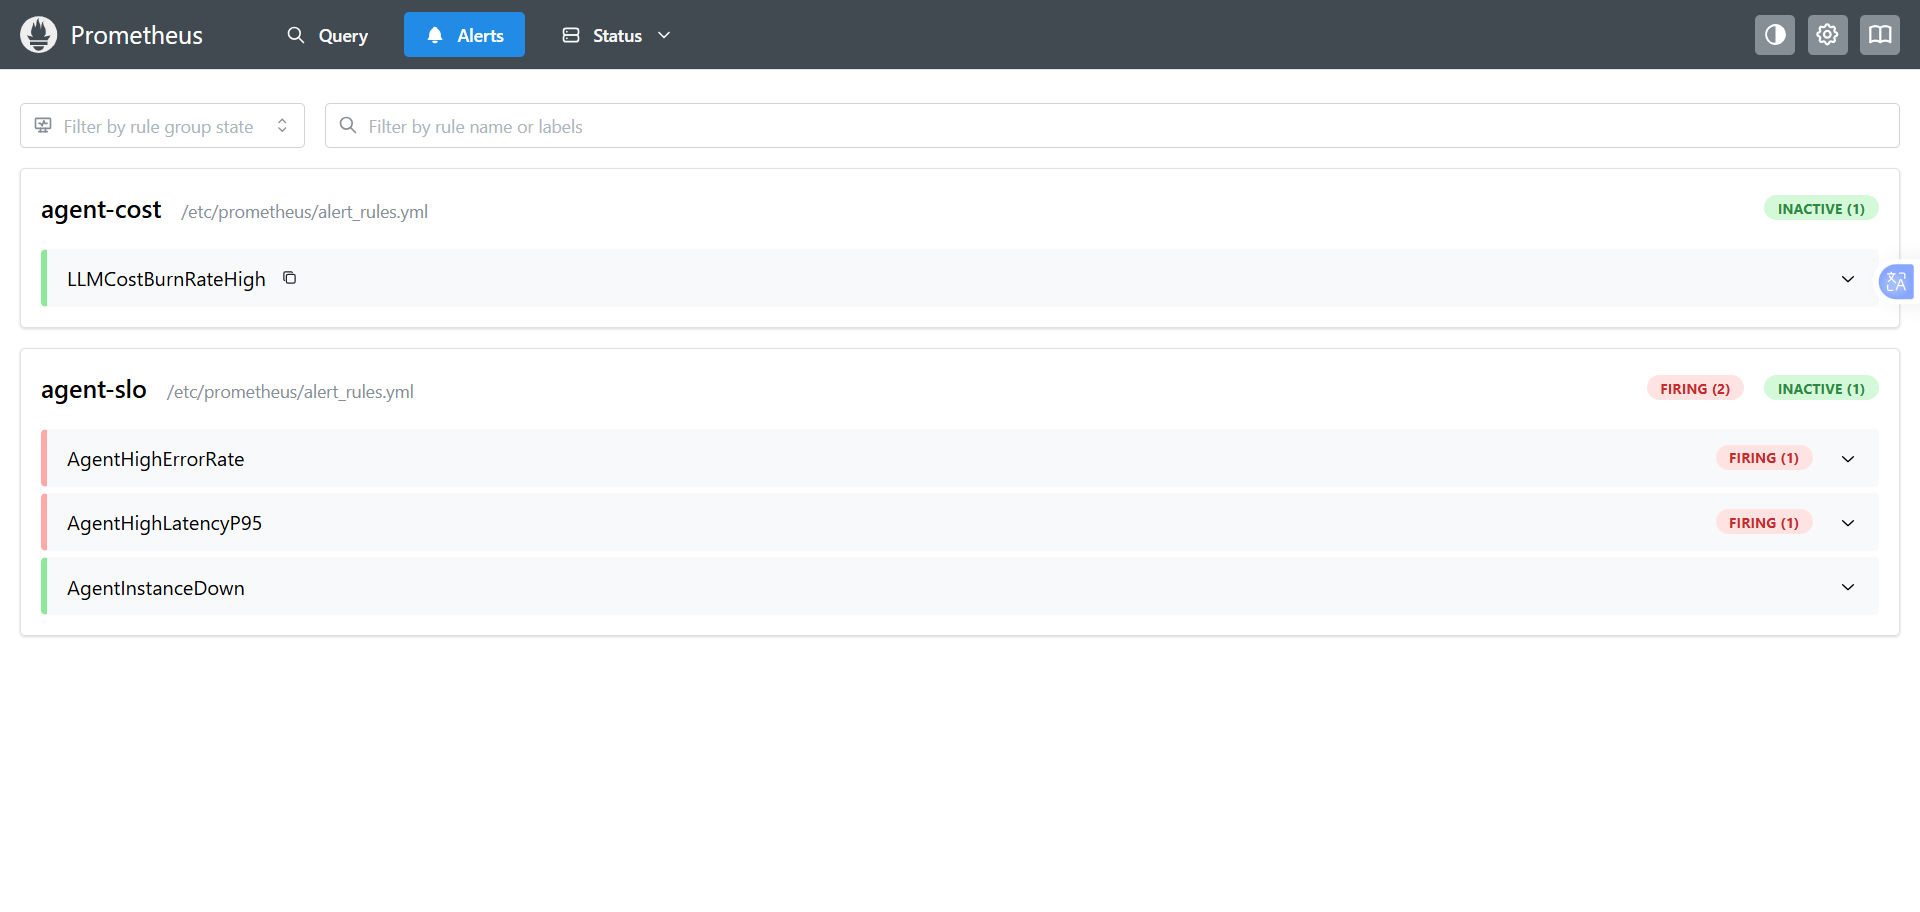 Prometheus Query Alerts Status
Filter by rule group state Filter by rule name or labels
agent-cost /etc/prometheus/alert_rules.yml INACTIVE (1)
LLMCostBurnRateHigh
agent-slo /etc/prometheus/alert_rules.yml FIRING (2) INACTIVE (1)
AgentHighErrorRate FIRING (1)
AgentHighLatencyP95 FIRING (1)
AgentInstanceDown